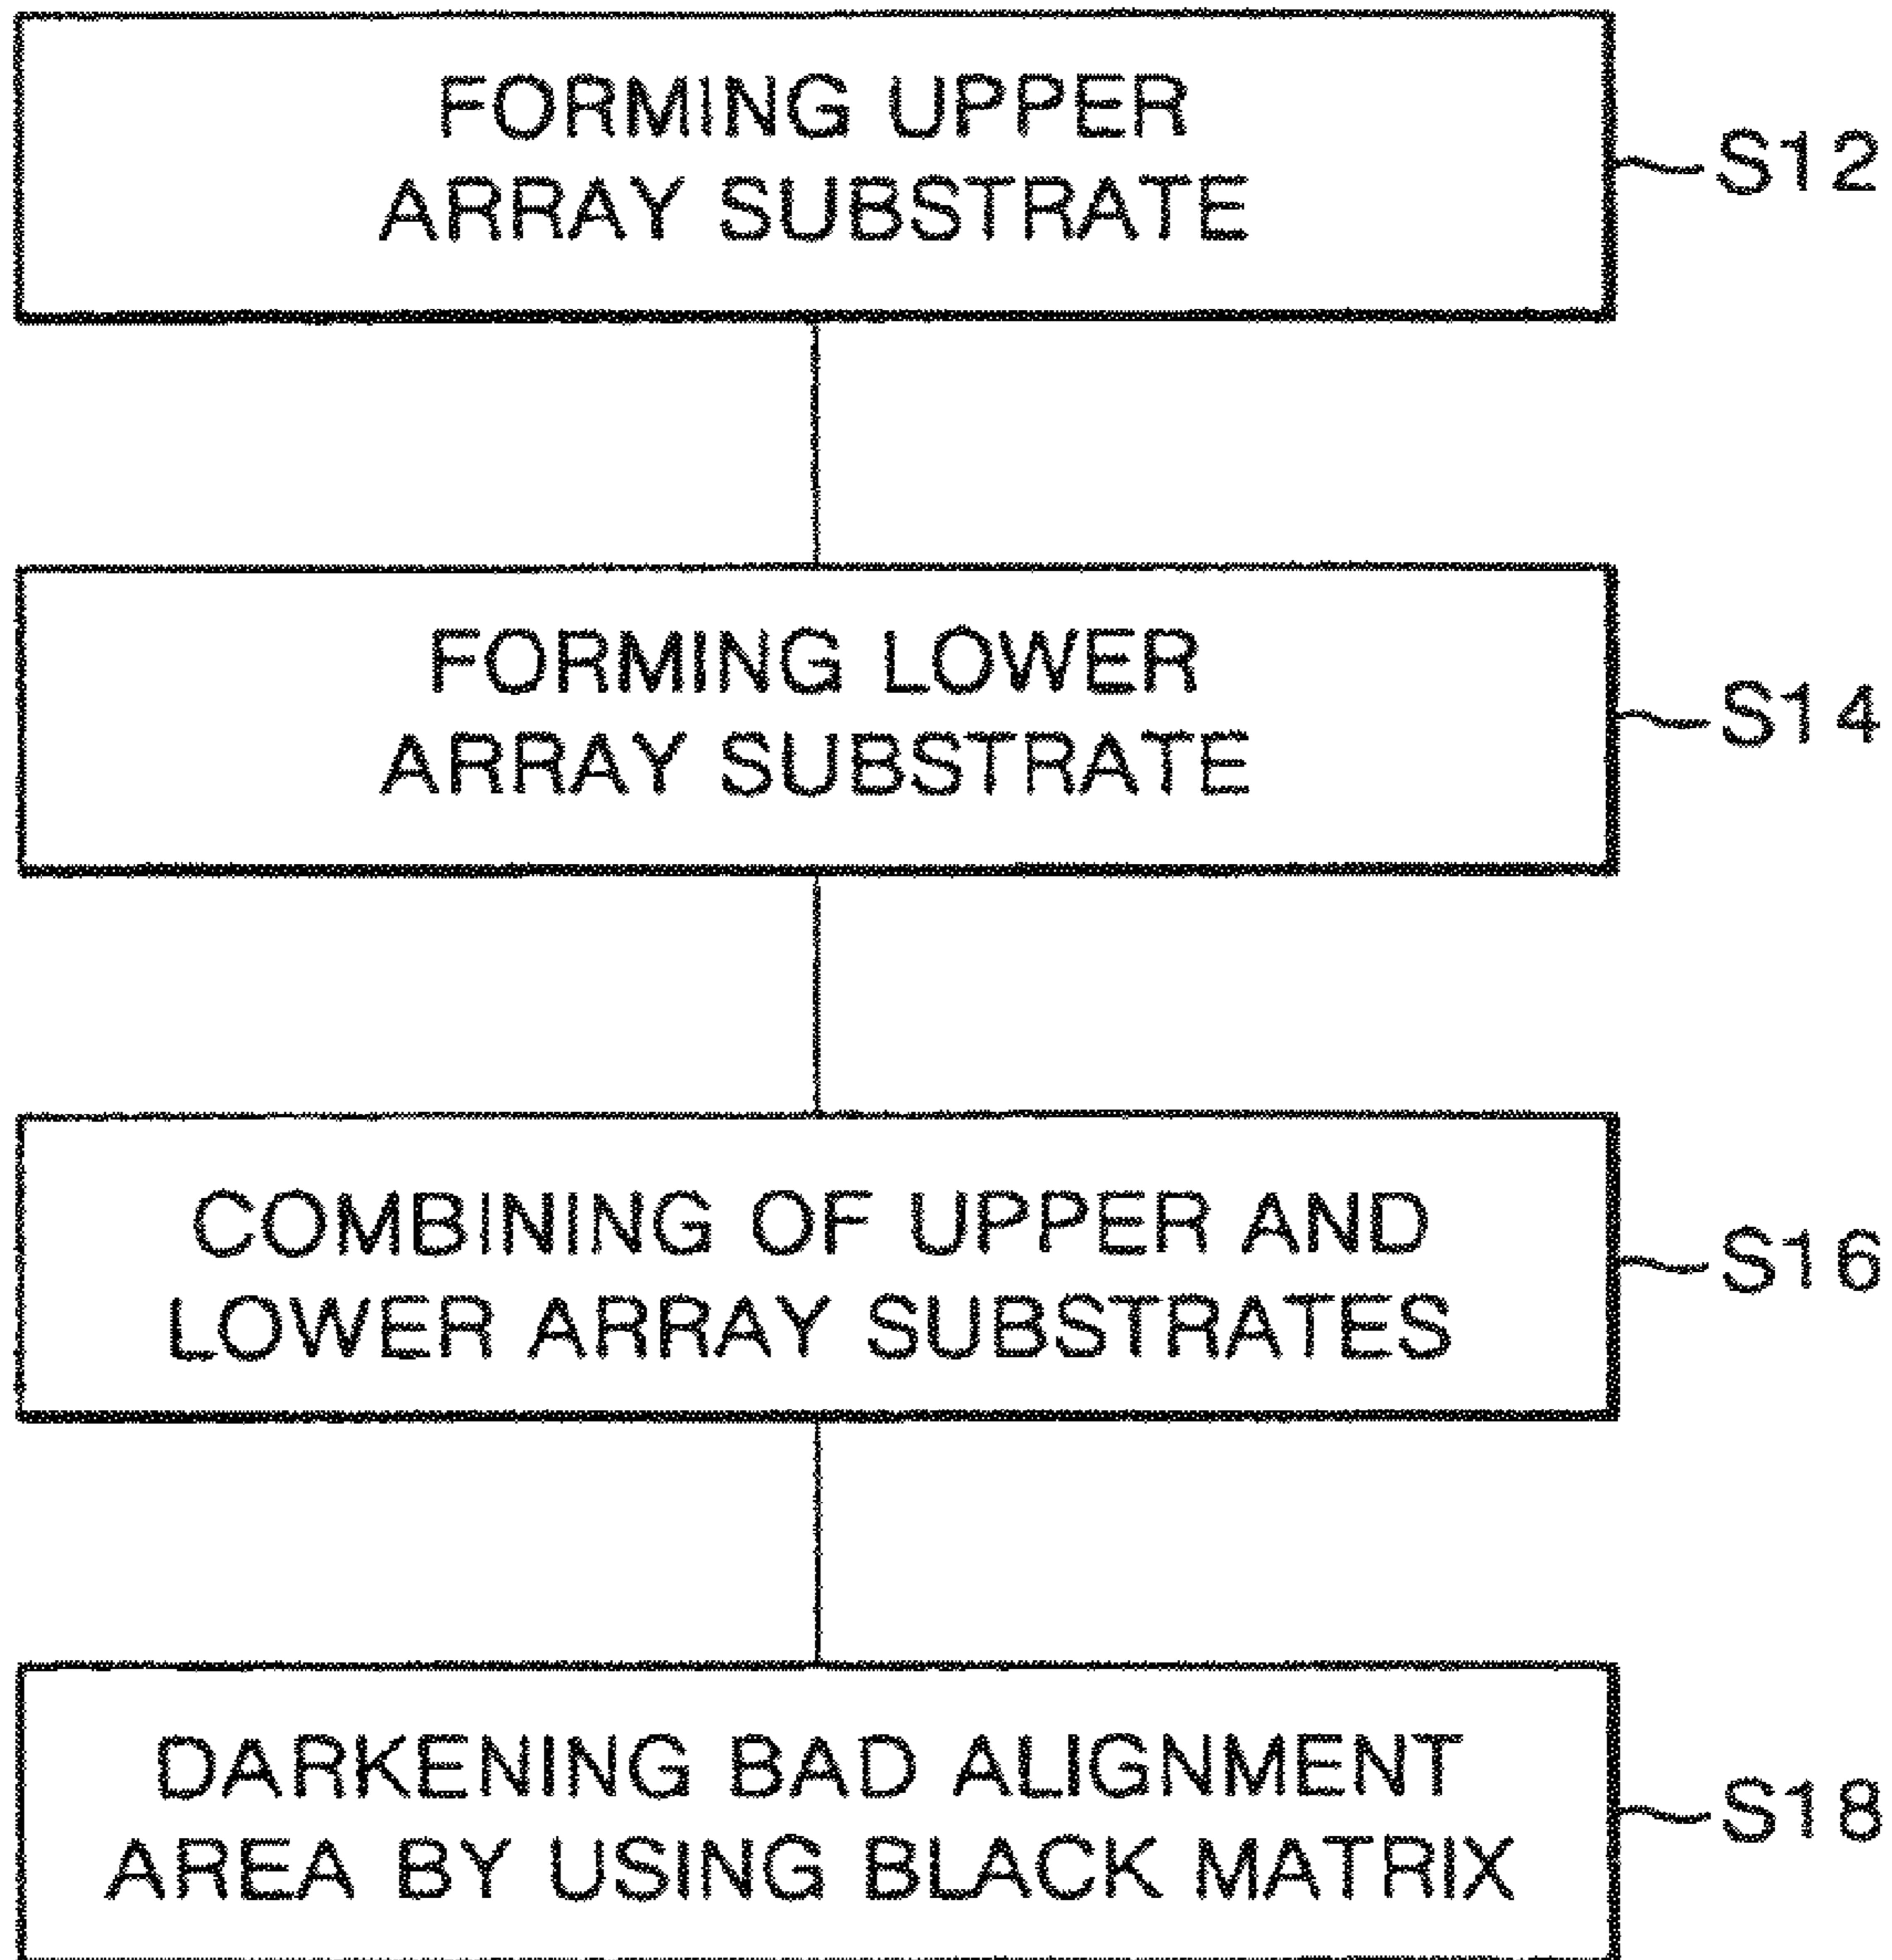 FORMING UPPER
ARRAY SUBSTRATE
S12
FORMING LOWER
ARRAY SUBSTRATE
S14
COMBINING OF UPPER AND
LOWER ARRAY SUBSTRATES
S16
DARKENING BAD ALIGNMENT
AREA BY USING BLACK MATRIX
S18